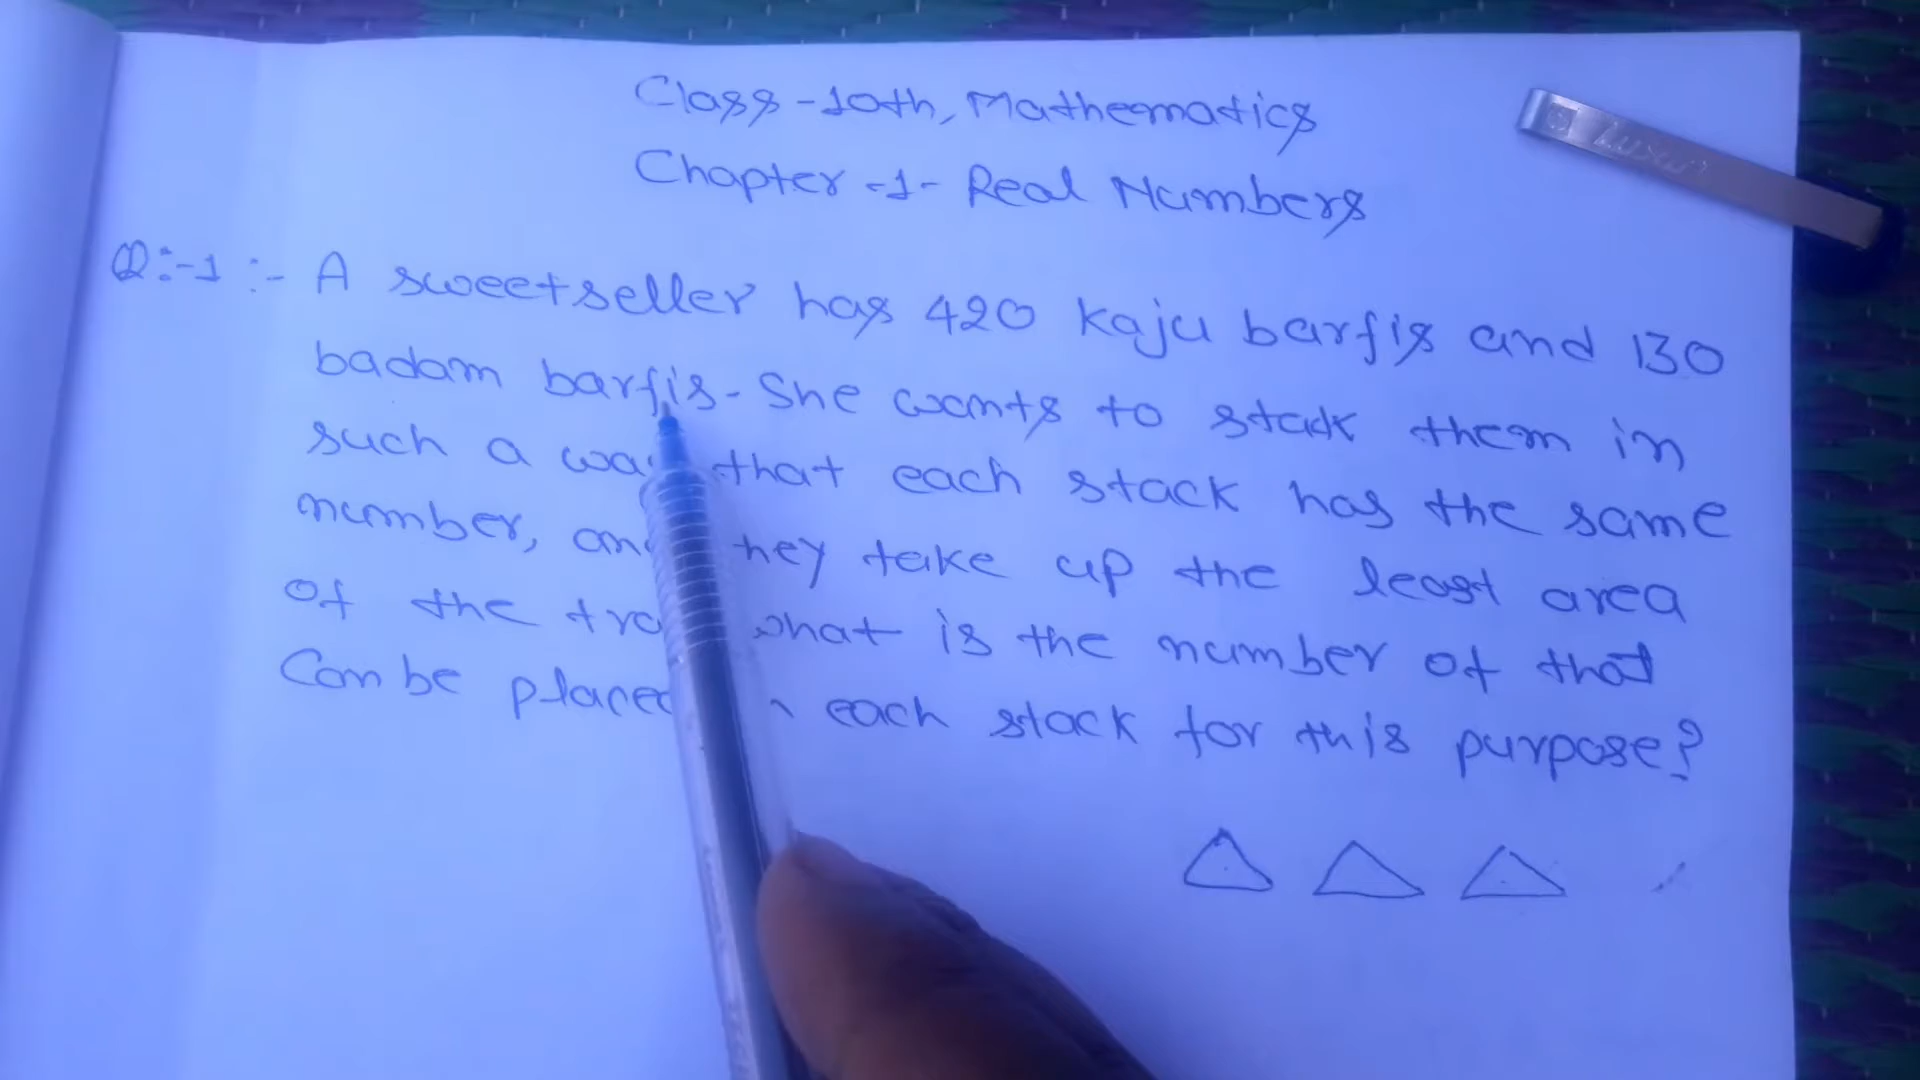 Class -10th, Mathematics
Chapter -1- Real Numbers
Q:-1 :- A sweetseller has 420 kaju barfis and 130
badam barfis. She wants to stack them in
such a that each stack has the same
number, take up the least area
of the what is the number of that
Can be each stack for this purpose?